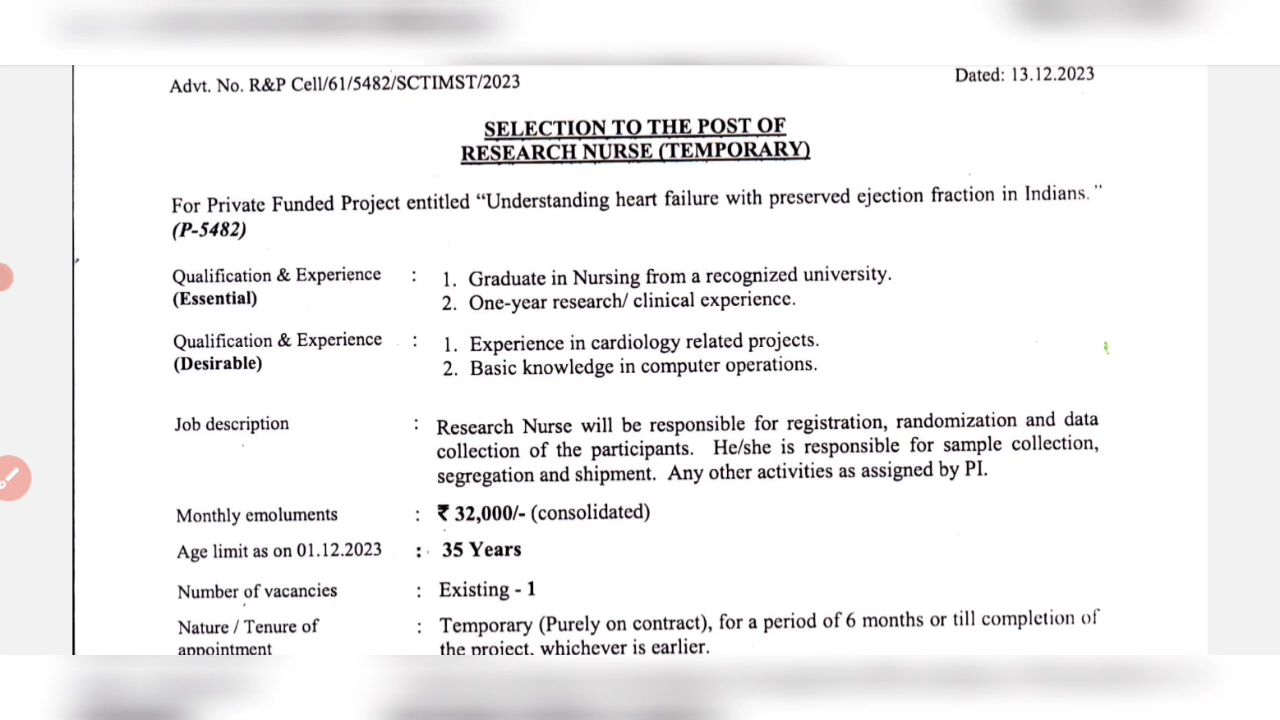 Advt. No. R&P Cell/61/5482/SCTIMST/2023
Dated: 13.12.2023
SELECTION TO THE POST OF
RESEARCH NURSE (TEMPORARY)
For Private Funded Project entitled “Understanding heart failure with preserved ejection fraction in Indians.”
(P-5482)
Qualification & Experience : 1. Graduate in Nursing from a recognized university.
(Essential) 2. One-year research/ clinical experience.
Qualification & Experience : 1. Experience in cardiology related projects.
(Desirable) 2. Basic knowledge in computer operations.
Job description : Research Nurse will be responsible for registration, randomization and data
collection of the participants. He/she is responsible for sample collection,
segregation and shipment. Any other activities as assigned by PI.
Monthly emoluments : ₹ 32,000/- (consolidated)
Age limit as on 01.12.2023 : 35 Years
Number of vacancies : Existing - 1
Nature / Tenure of : Temporary (Purely on contract), for a period of 6 months or till completion of
appointment the project, whichever is earlier.